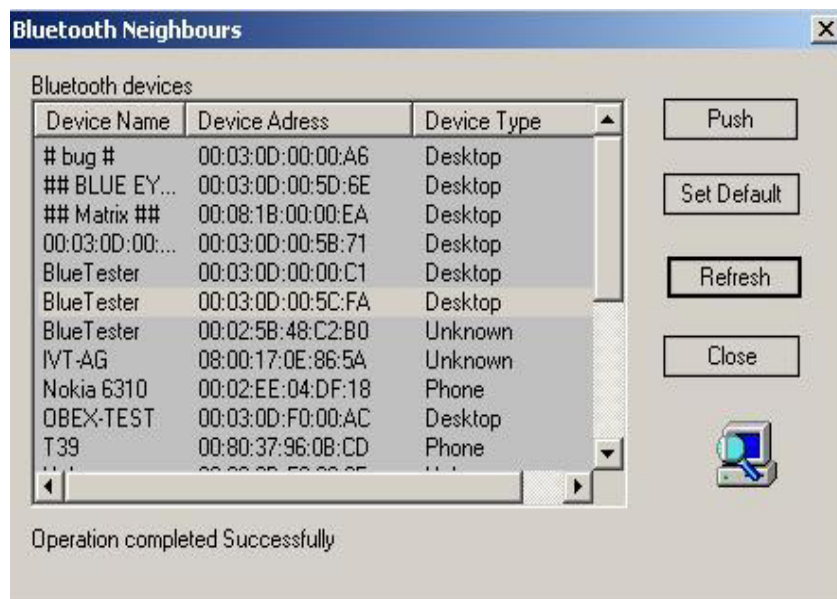 Bluetooth Neighbours
Bluetooth devices
Device Name Device Adress Device Type
# bug # 00:03:0D:00:00:A6 Desktop
## BLUE EY... 00:03:0D:00:5D:6E Desktop
## Matrix ## 00:08:1B:00:00:EA Desktop
00:03:0D:00:... 00:03:0D:00:5B:71 Desktop
BlueTester 00:03:0D:00:00:C1 Desktop
BlueTester 00:03:0D:00:5C:FA Desktop
BlueTester 00:02:5B:48:C2:B0 Unknown
IVT-AG 08:00:17:0E:86:5A Unknown
Nokia 6310 00:02:EE:04:DF:18 Phone
OBEX-TEST 00:03:0D:F0:00:AC Desktop
T39 00:80:37:96:0B:CD Phone
Push
Set Default
Refresh
Close
Operation completed Successfully